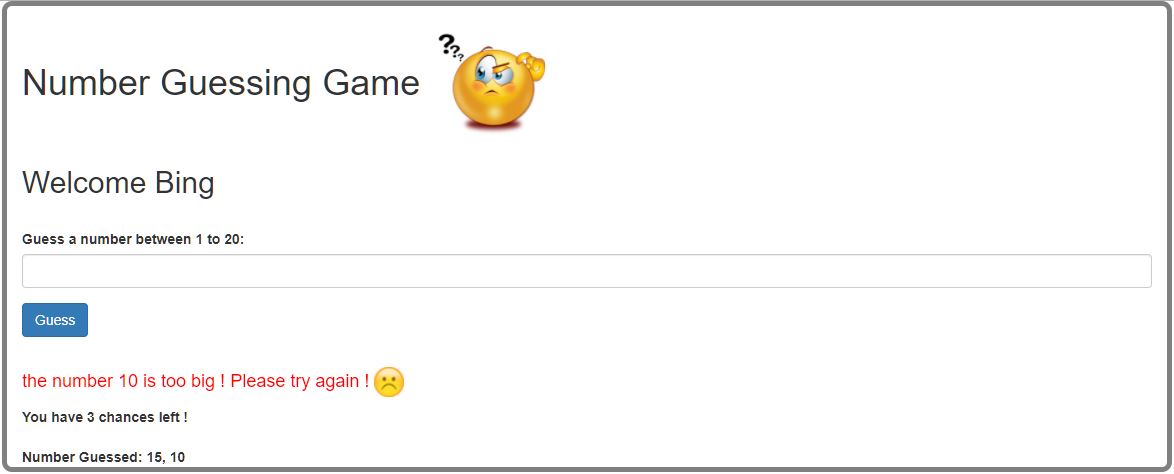 Number Guessing Game ???
Welcome Bing
Guess a number between 1 to 20:
Guess
the number 10 is too big ! Please try again !
You have 3 chances left !
Number Guessed: 15, 10